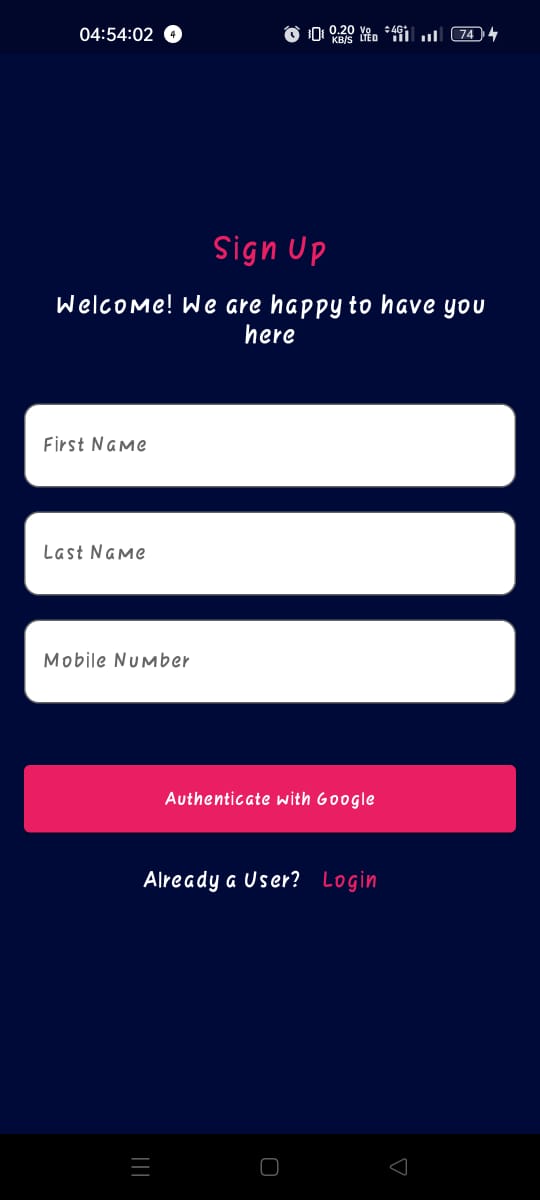 04:54:02 4 0.20 KB/S Vo LTED 4G+ 74
Sign Up
Welcome! We are happy to have you
here
First Name
Last Name
Mobile Number
Authenticate with Google
Already a User? Login